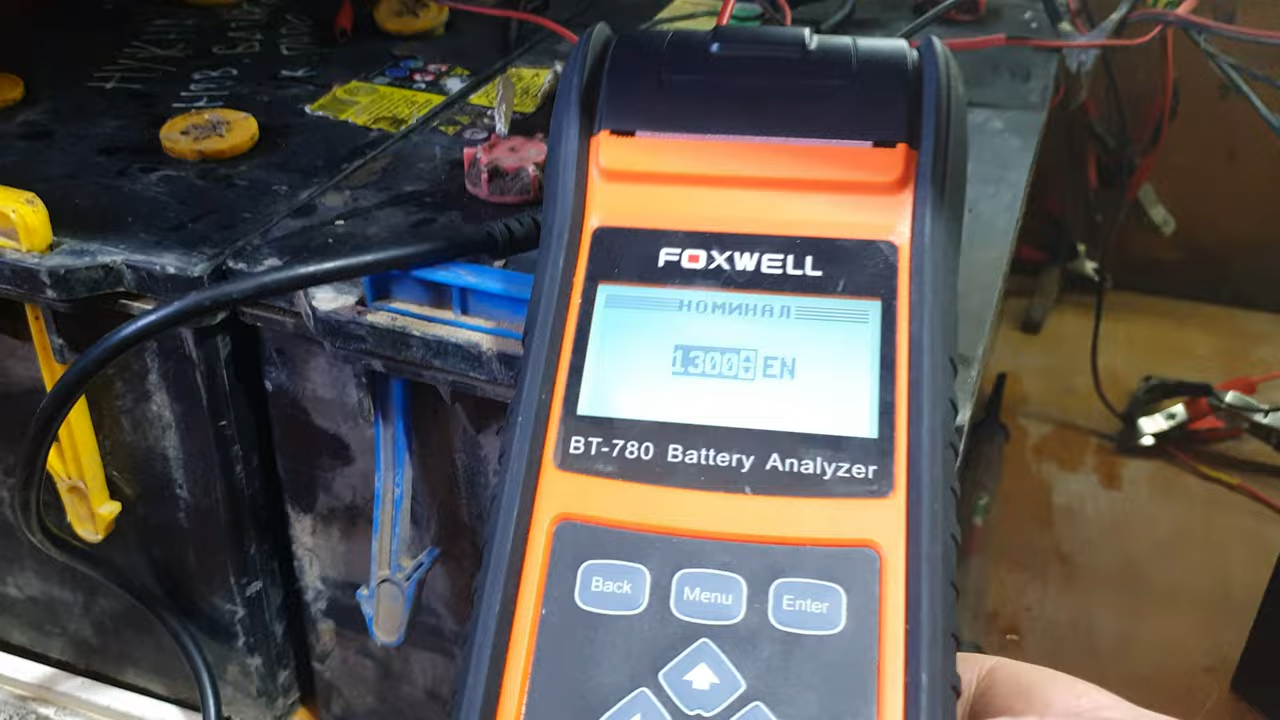 FOXWELL
НОМИНАЛ
1300 EN
BT-780 Battery Analyzer
Back
Menu
Enter